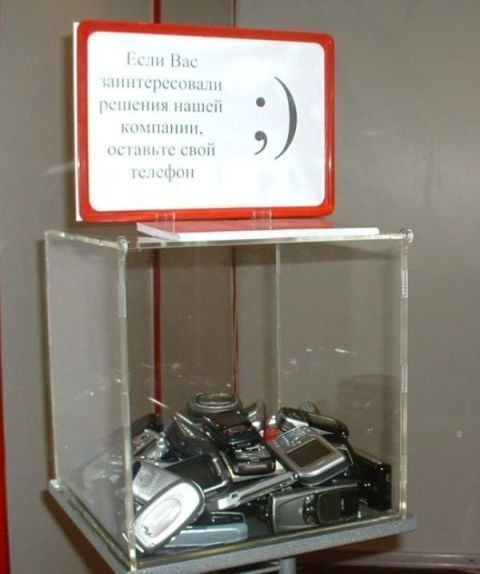 Если Вас
заинтересовали
решения нашей
компании,
оставьте свой
телефон
;)